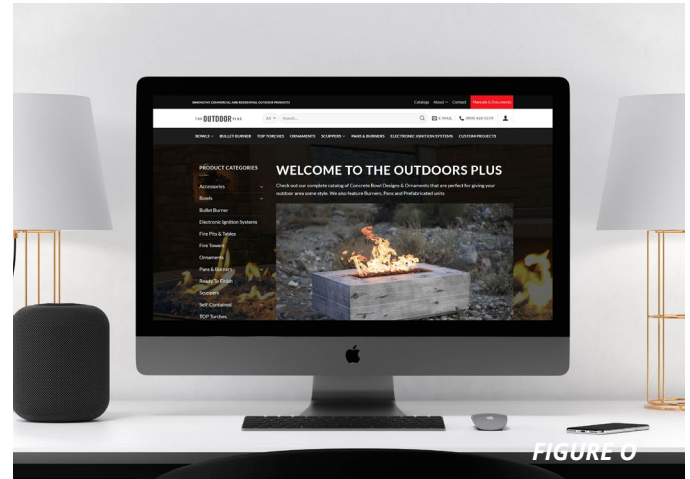 INNOVATIVE COMMERCIAL AND RESIDENTIAL OUTDOOR PRODUCTS
Catalogs About Contact Manuals & Documents
THE OUTDOOR PLUS All Search... E-MAIL
BOWLS BULLET BURNER TOP TORCHES ORNAMENTS SCUPPERS PANS & BURNERS ELECTRONIC IGNITION SYSTEMS CUSTOM PROJECTS
PRODUCT CATEGORIES
Accessories
Bowls
Bullet Burner
Electronic Ignition Systems
Fire Pits & Tables
Fire Towers
Ornaments
Pans & Burners
Ready To Finish
Scuppers
Self-Contained
TOP Torches
WELCOME TO THE OUTDOORS PLUS
Check out our complete catalog of Concrete Bowl Designs & Ornaments that are perfect for giving your
outdoor area some style. We also feature Burners, Pans and Prefabricated units
FIGURE O